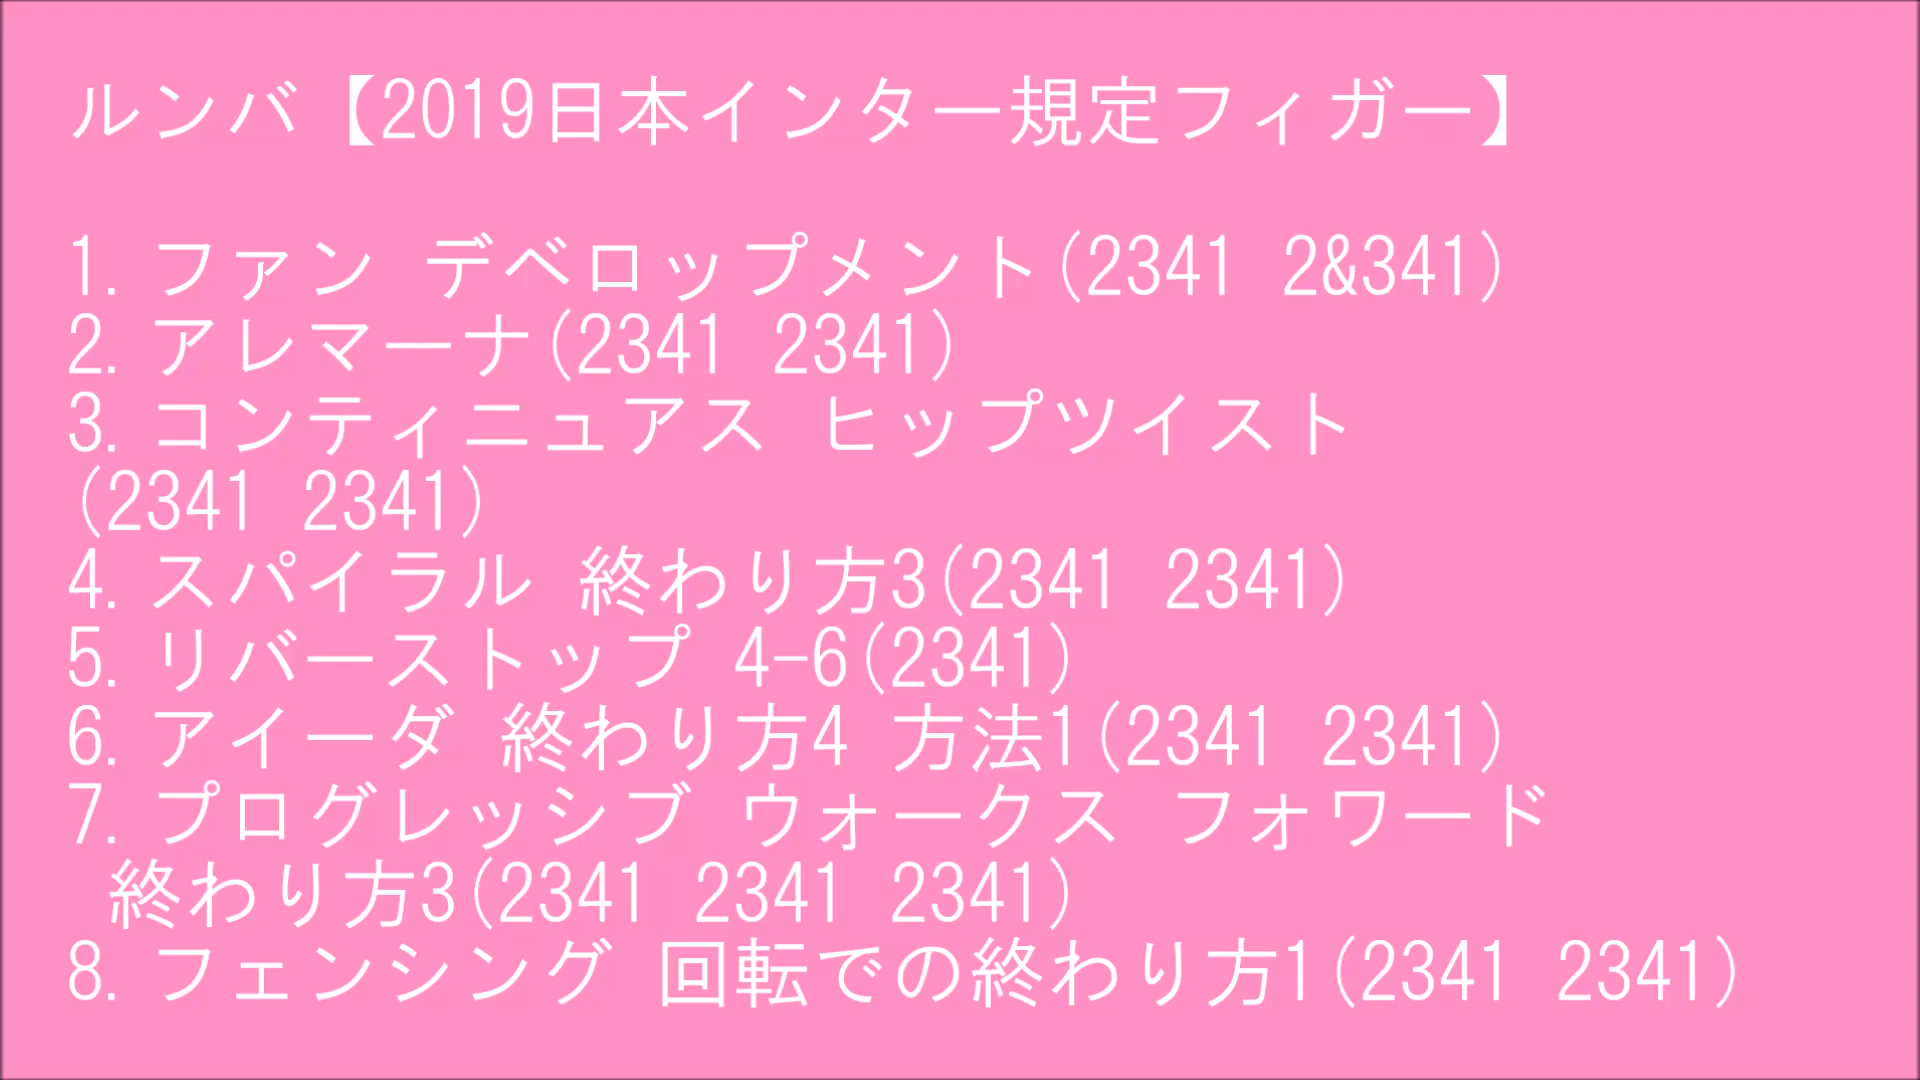 ルンバ【2019日本インター規定フィガー】
1. ファン デベロップメント(2341 2&341)
2. アレマーナ(2341 2341)
3. コンティニュアス ヒップツイスト
(2341 2341)
4. スパイラル 終わり方3(2341 2341)
5. リバーストップ 4-6(2341)
6. アイーダ 終わり方4 方法1(2341 2341)
7. プログレッシブ ウォークス フォワード
終わり方3(2341 2341 2341)
8. フェンシング 回転での終わり方1(2341 2341)